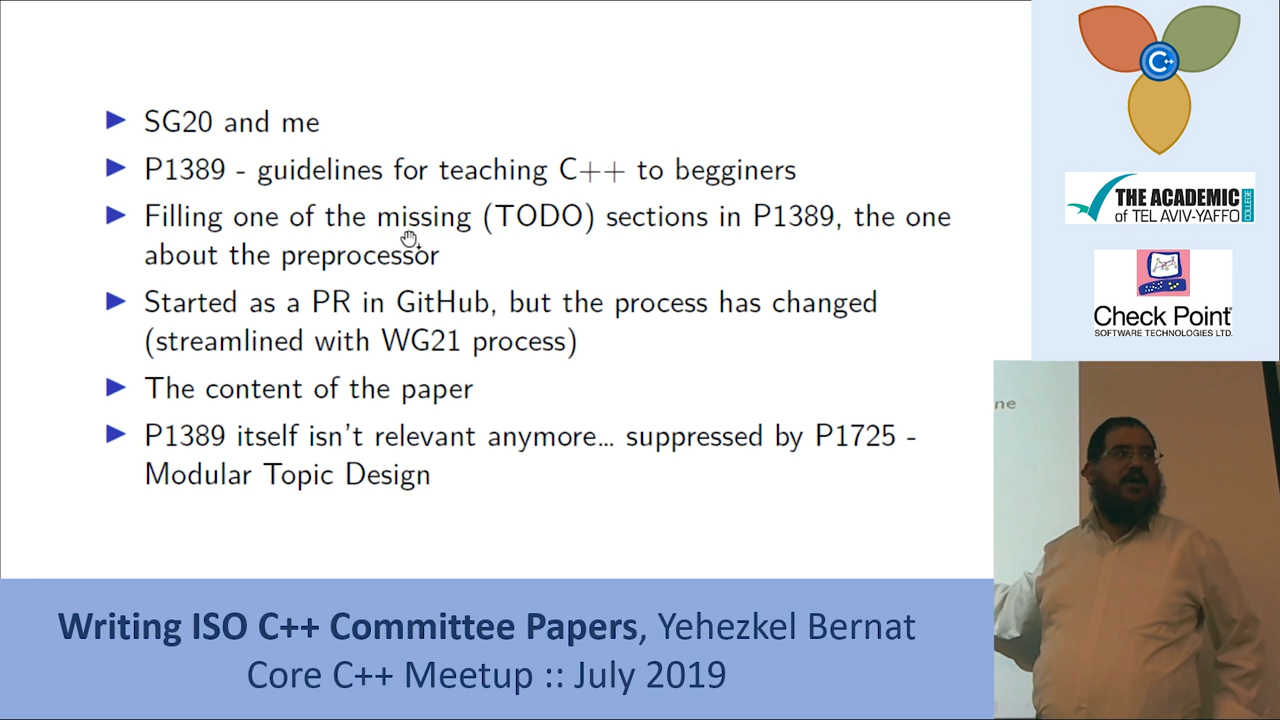 SG20 and me
P1389 - guidelines for teaching C++ to begginers
Filling one of the missing (TODO) sections in P1389, the one
about the preprocessor
Started as a PR in GitHub, but the process has changed
(streamlined with WG21 process)
The content of the paper
P1389 itself isn't relevant anymore... suppressed by P1725 -
Modular Topic Design
C++
THE ACADEMIC
of TEL AVIV-YAFFO
COLLEGE
Check Point
SOFTWARE TECHNOLOGIES LTD.
ne
Writing ISO C++ Committee Papers, Yehezkel Bernat
Core C++ Meetup :: July 2019